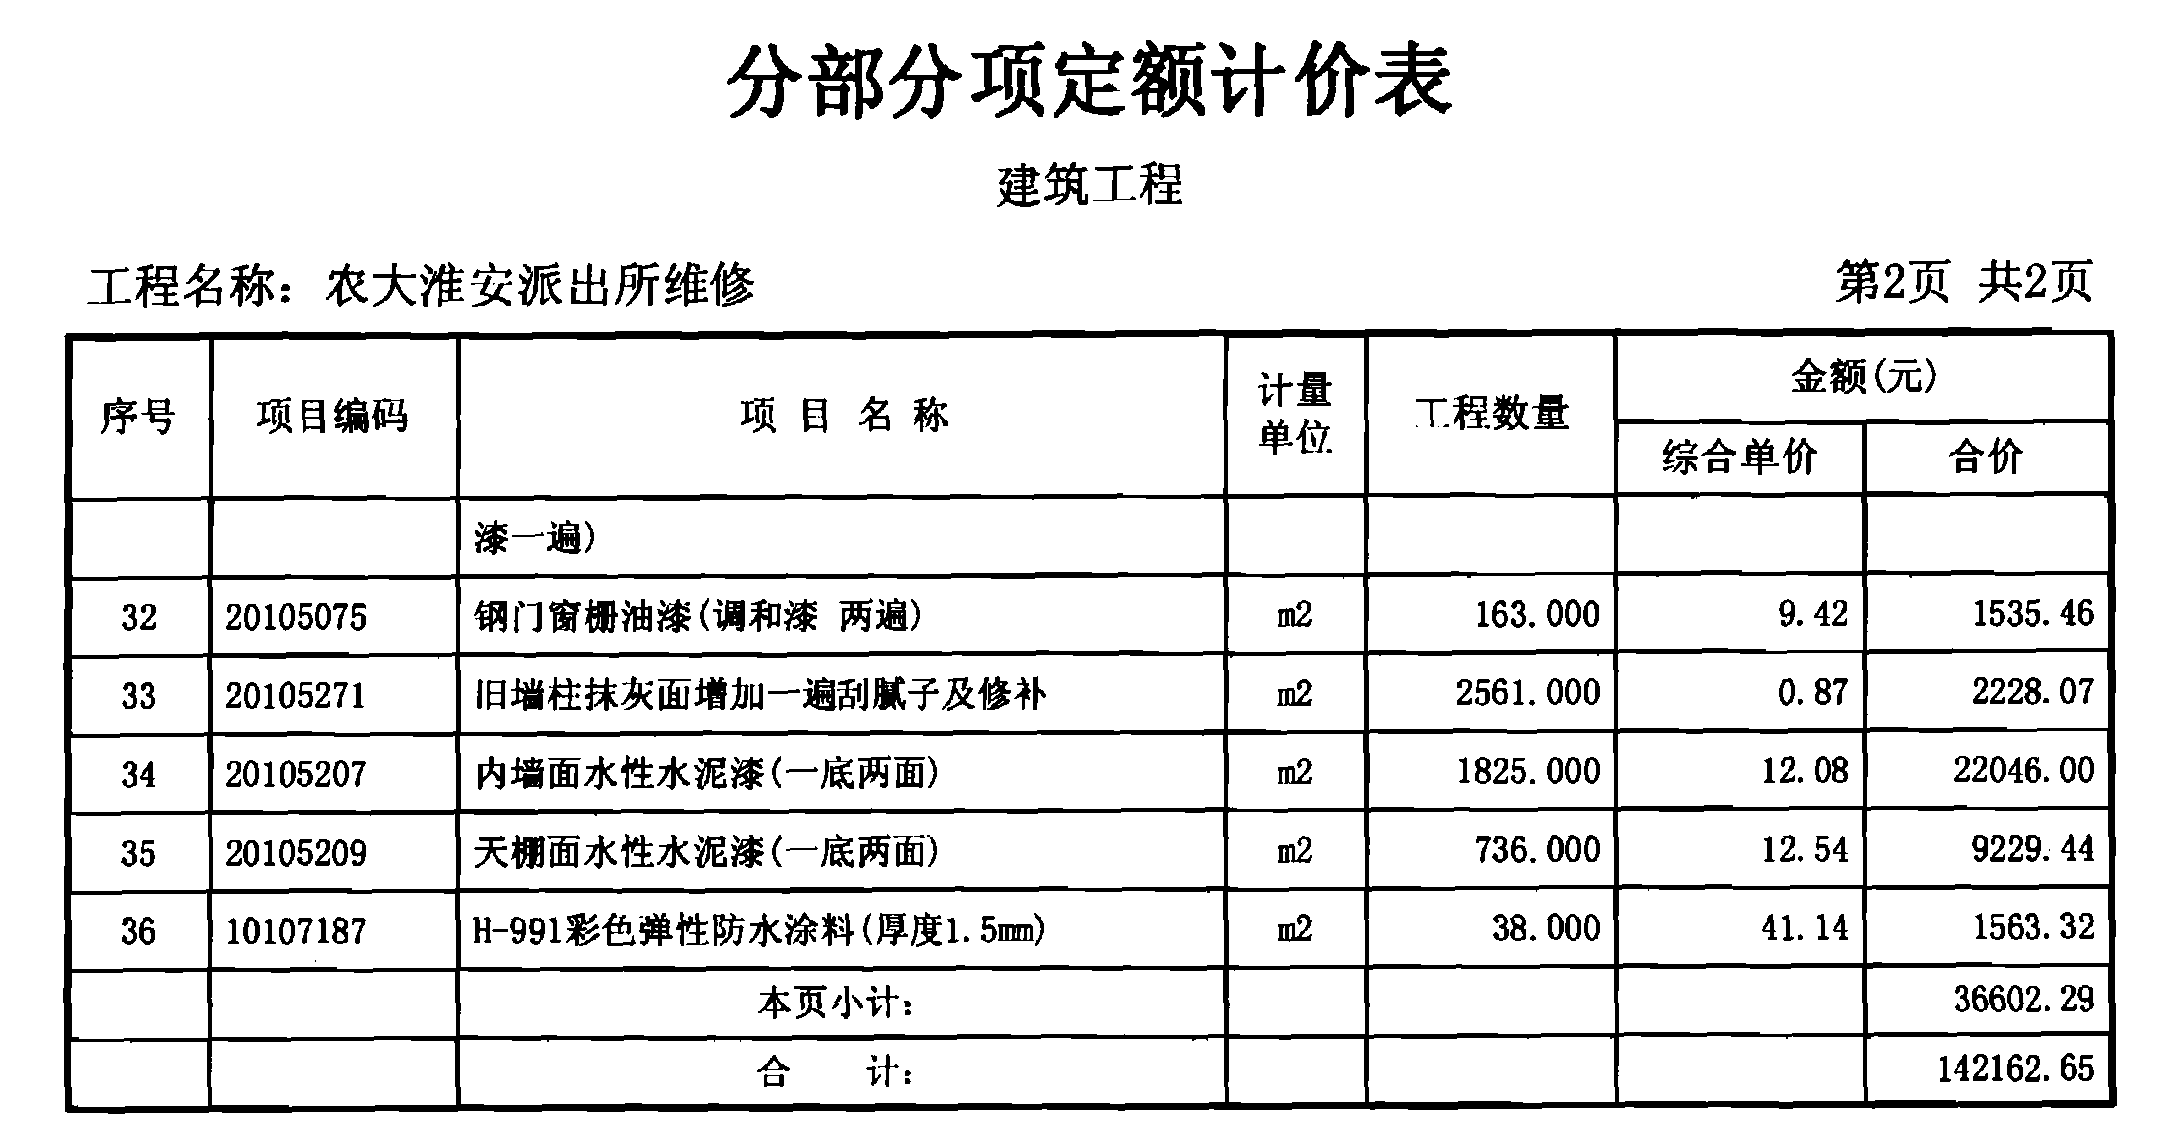 分部分项定额计价表
建筑工程
工程名称：农大淮安派出所维修 第2页 共2页
序号 项目编码 项 目 名 称 计量单位 工程数量 金额(元)
综合单价 合价
漆一遍)
32 20105075 钢门窗栅油漆(调和漆 两遍) m2 163.000 9.42 1535.46
33 20105271 旧墙柱抹灰面增加一遍刮腻子及修补 m2 2561.000 0.87 2228.07
34 20105207 内墙面水性水泥漆(一底两面) m2 1825.000 12.08 22046.00
35 20105209 天棚面水性水泥漆(一底两面) m2 736.000 12.54 9229.44
36 10107187 H-991彩色弹性防水涂料(厚度1.5mm) m2 38.000 41.14 1563.32
本页小计： 36602.29
合 计： 142162.65